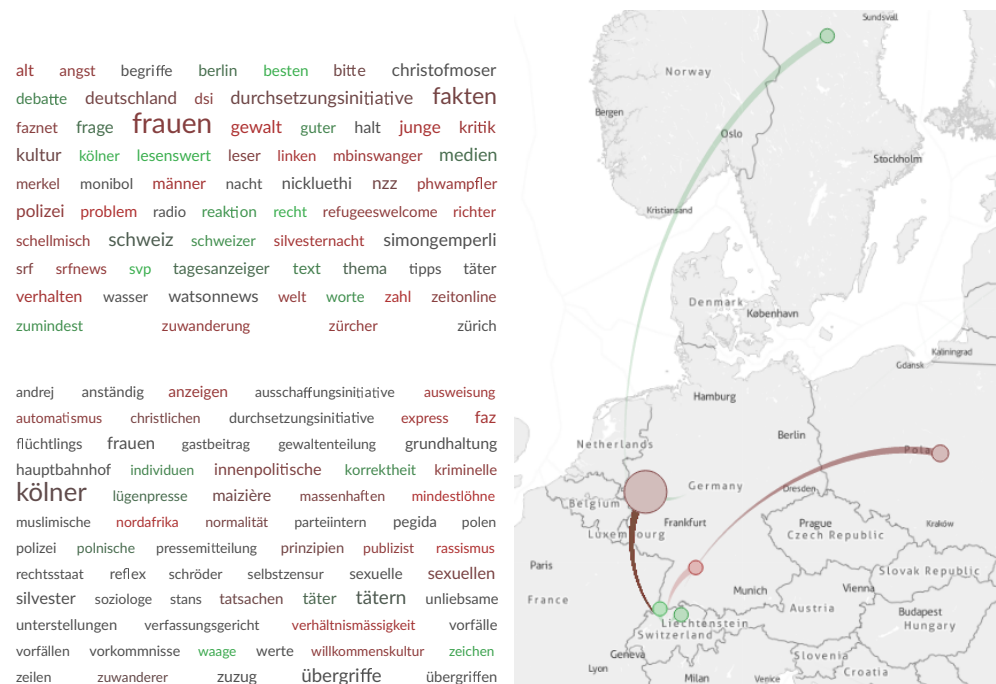 alt angst begriffe berlin besten bitte christofmoser
debatte deutschland dsi durchsetzungsinitiative fakten
faznet frage frauen gewalt guter halt junge kritik
kultur kölner lesenswert leser linken mbinswanger medien
merkel monibol männer nacht nickluethi nzz phwampfler
polizei problem radio reaktion recht refugeeswelcome richter
schellmisch schweiz schweizer silvesternacht simongemperli
srf srfnews svp tagesanzeiger text thema tipps täter
verhalten wasser watsonnews welt worte zahl zeitonline
zumindest zuwanderung zürcher zürich
andrej anständig anzeigen ausschaffungsinitiative ausweisung
automatismus christlichen durchsetzungsinitiative express faz
flüchtlings frauen gastbeitrag gewaltenteilung grundhaltung
hauptbahnhof individuen innenpolitische korrektheit kriminelle
kölner lügenpresse maizière massenhaften mindestlöhne
muslimische nordafrika normalität parteiintern pegida polen
polizei polnische pressemitteilung prinzipien publizist rassismus
rechtsstaat reflex schröder selbstzensur sexuelle sexuellen
silvester soziologe stans tatsachen täter tätern unliebsame
unterstellungen verfassungsgericht verhältnismässigkeit vorfälle
vorfällen vorkommnisse waage werte willkommenskultur zeichen
zeilen zuwanderer zuzug übergriffe übergriffen
Sundsvall
Norway
Bergen
Oslo
Stockholm
Kristiansand
Denmark
København
Kaliningrad
Gdansk
Hamburg
Berlin
Netherlands
Pola
Germany
Dresden
Belgium
Frankfurt
Prague
Kraków
Luxembourg
Czech Republic
Paris
Slovak Republic
Munich
Vienna
France
Austria
Budapest
Liechtenstein
Hungary
Switzerland
Geneva
Slovenia
Lyon
Croatia
Milan
Venice